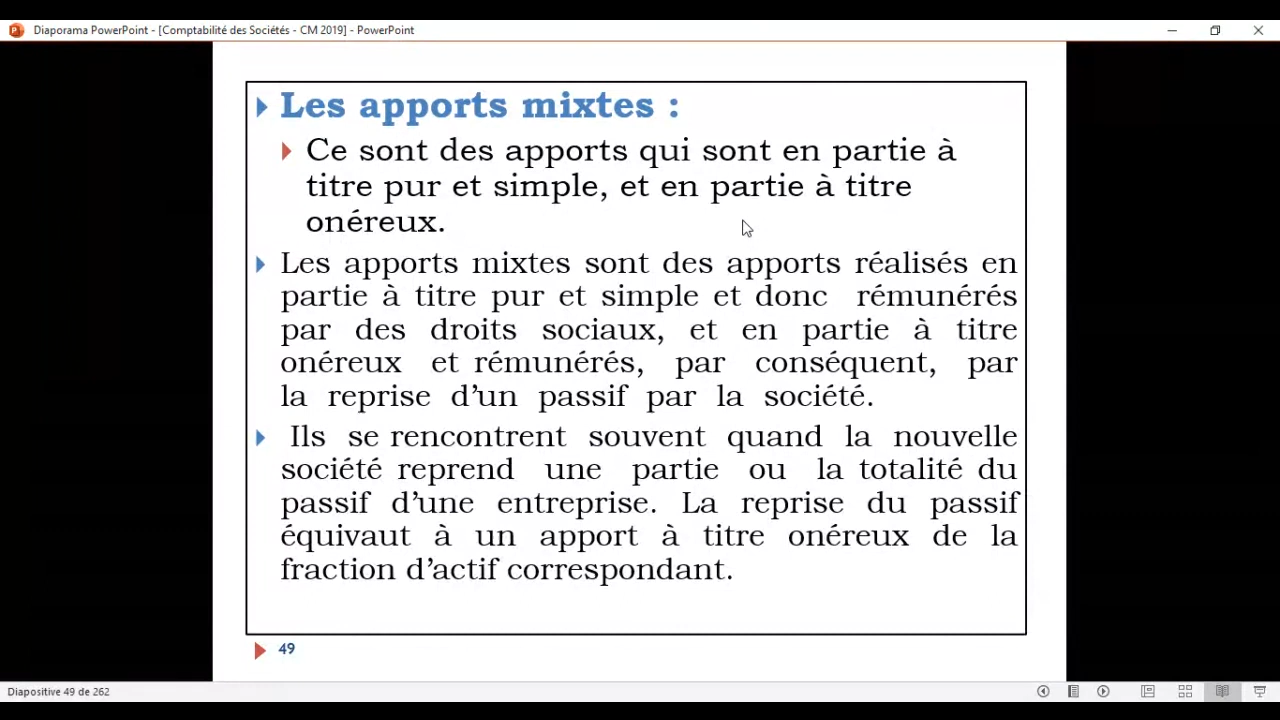 Diaporama PowerPoint - [Comptabilité des Sociétés - CM 2019] - PowerPoint
Les apports mixtes :
Ce sont des apports qui sont en partie à
titre pur et simple, et en partie à titre
onéreux.
Les apports mixtes sont des apports réalisés en
partie à titre pur et simple et donc rémunérés
par des droits sociaux, et en partie à titre
onéreux et rémunérés, par conséquent, par
la reprise d’un passif par la société.
Ils se rencontrent souvent quand la nouvelle
société reprend une partie ou la totalité du
passif d’une entreprise. La reprise du passif
équivaut à un apport à titre onéreux de la
fraction d’actif correspondant.
49
Diapositive 49 de 262